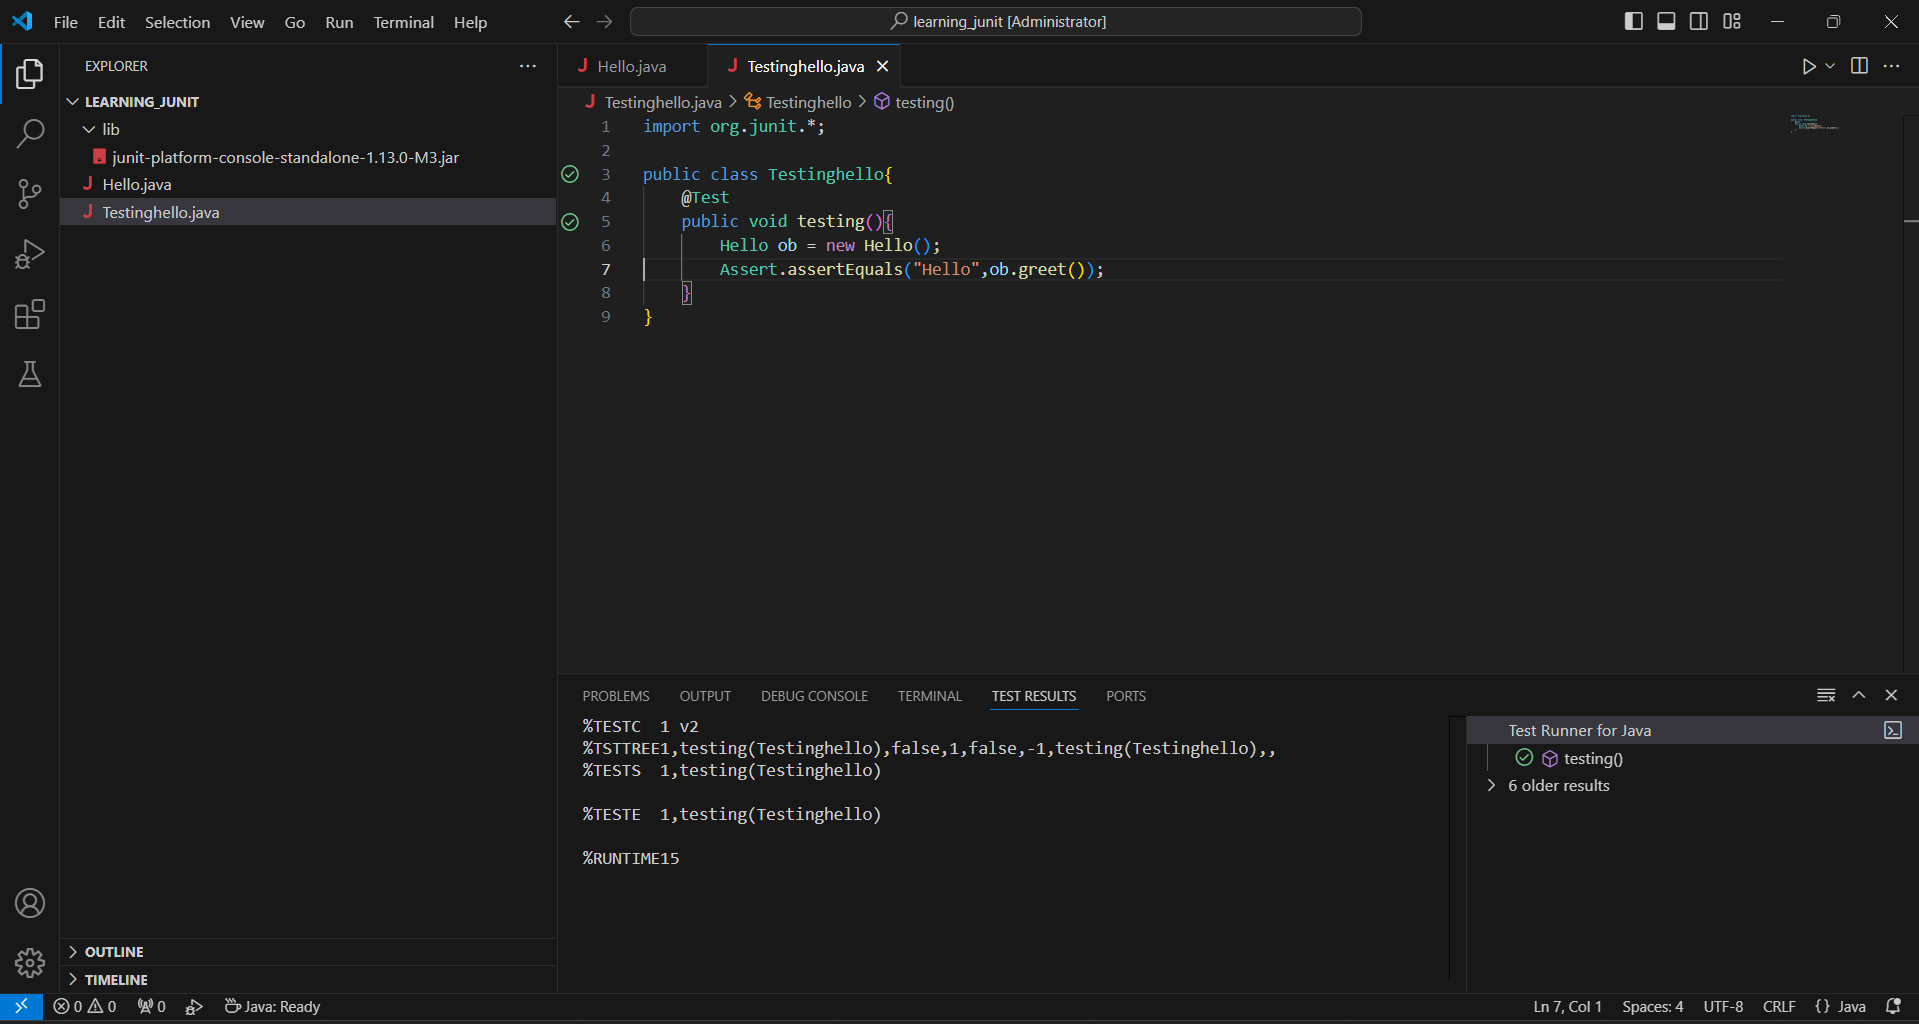 File Edit Selection View Go Run Terminal Help
learning_junit [Administrator]
EXPLORER
LEARNING_JUNIT
lib
junit-platform-console-standalone-1.13.0-M3.jar
J Hello.java
J Testinghello.java
J Hello.java
J Testinghello.java
J Testinghello.java > Testinghello > testing()
1 import org.junit.*;
2
3 public class Testinghello{
4 @Test
5 public void testing(){
6 Hello ob = new Hello();
7 Assert.assertEquals("Hello",ob.greet());
8 }
9 }
PROBLEMS OUTPUT DEBUG CONSOLE TERMINAL TEST RESULTS PORTS
%TESTC  1 v2
%TSTTREE1,testing(Testinghello),false,1,false,-1,testing(Testinghello),,
%TESTS  1,testing(Testinghello)
%TESTE  1,testing(Testinghello)
%RUNTIME15
Test Runner for Java
testing()
6 older results
OUTLINE
TIMELINE
0 0 0 Java: Ready
Ln 7, Col 1 Spaces: 4 UTF-8 CRLF {} Java